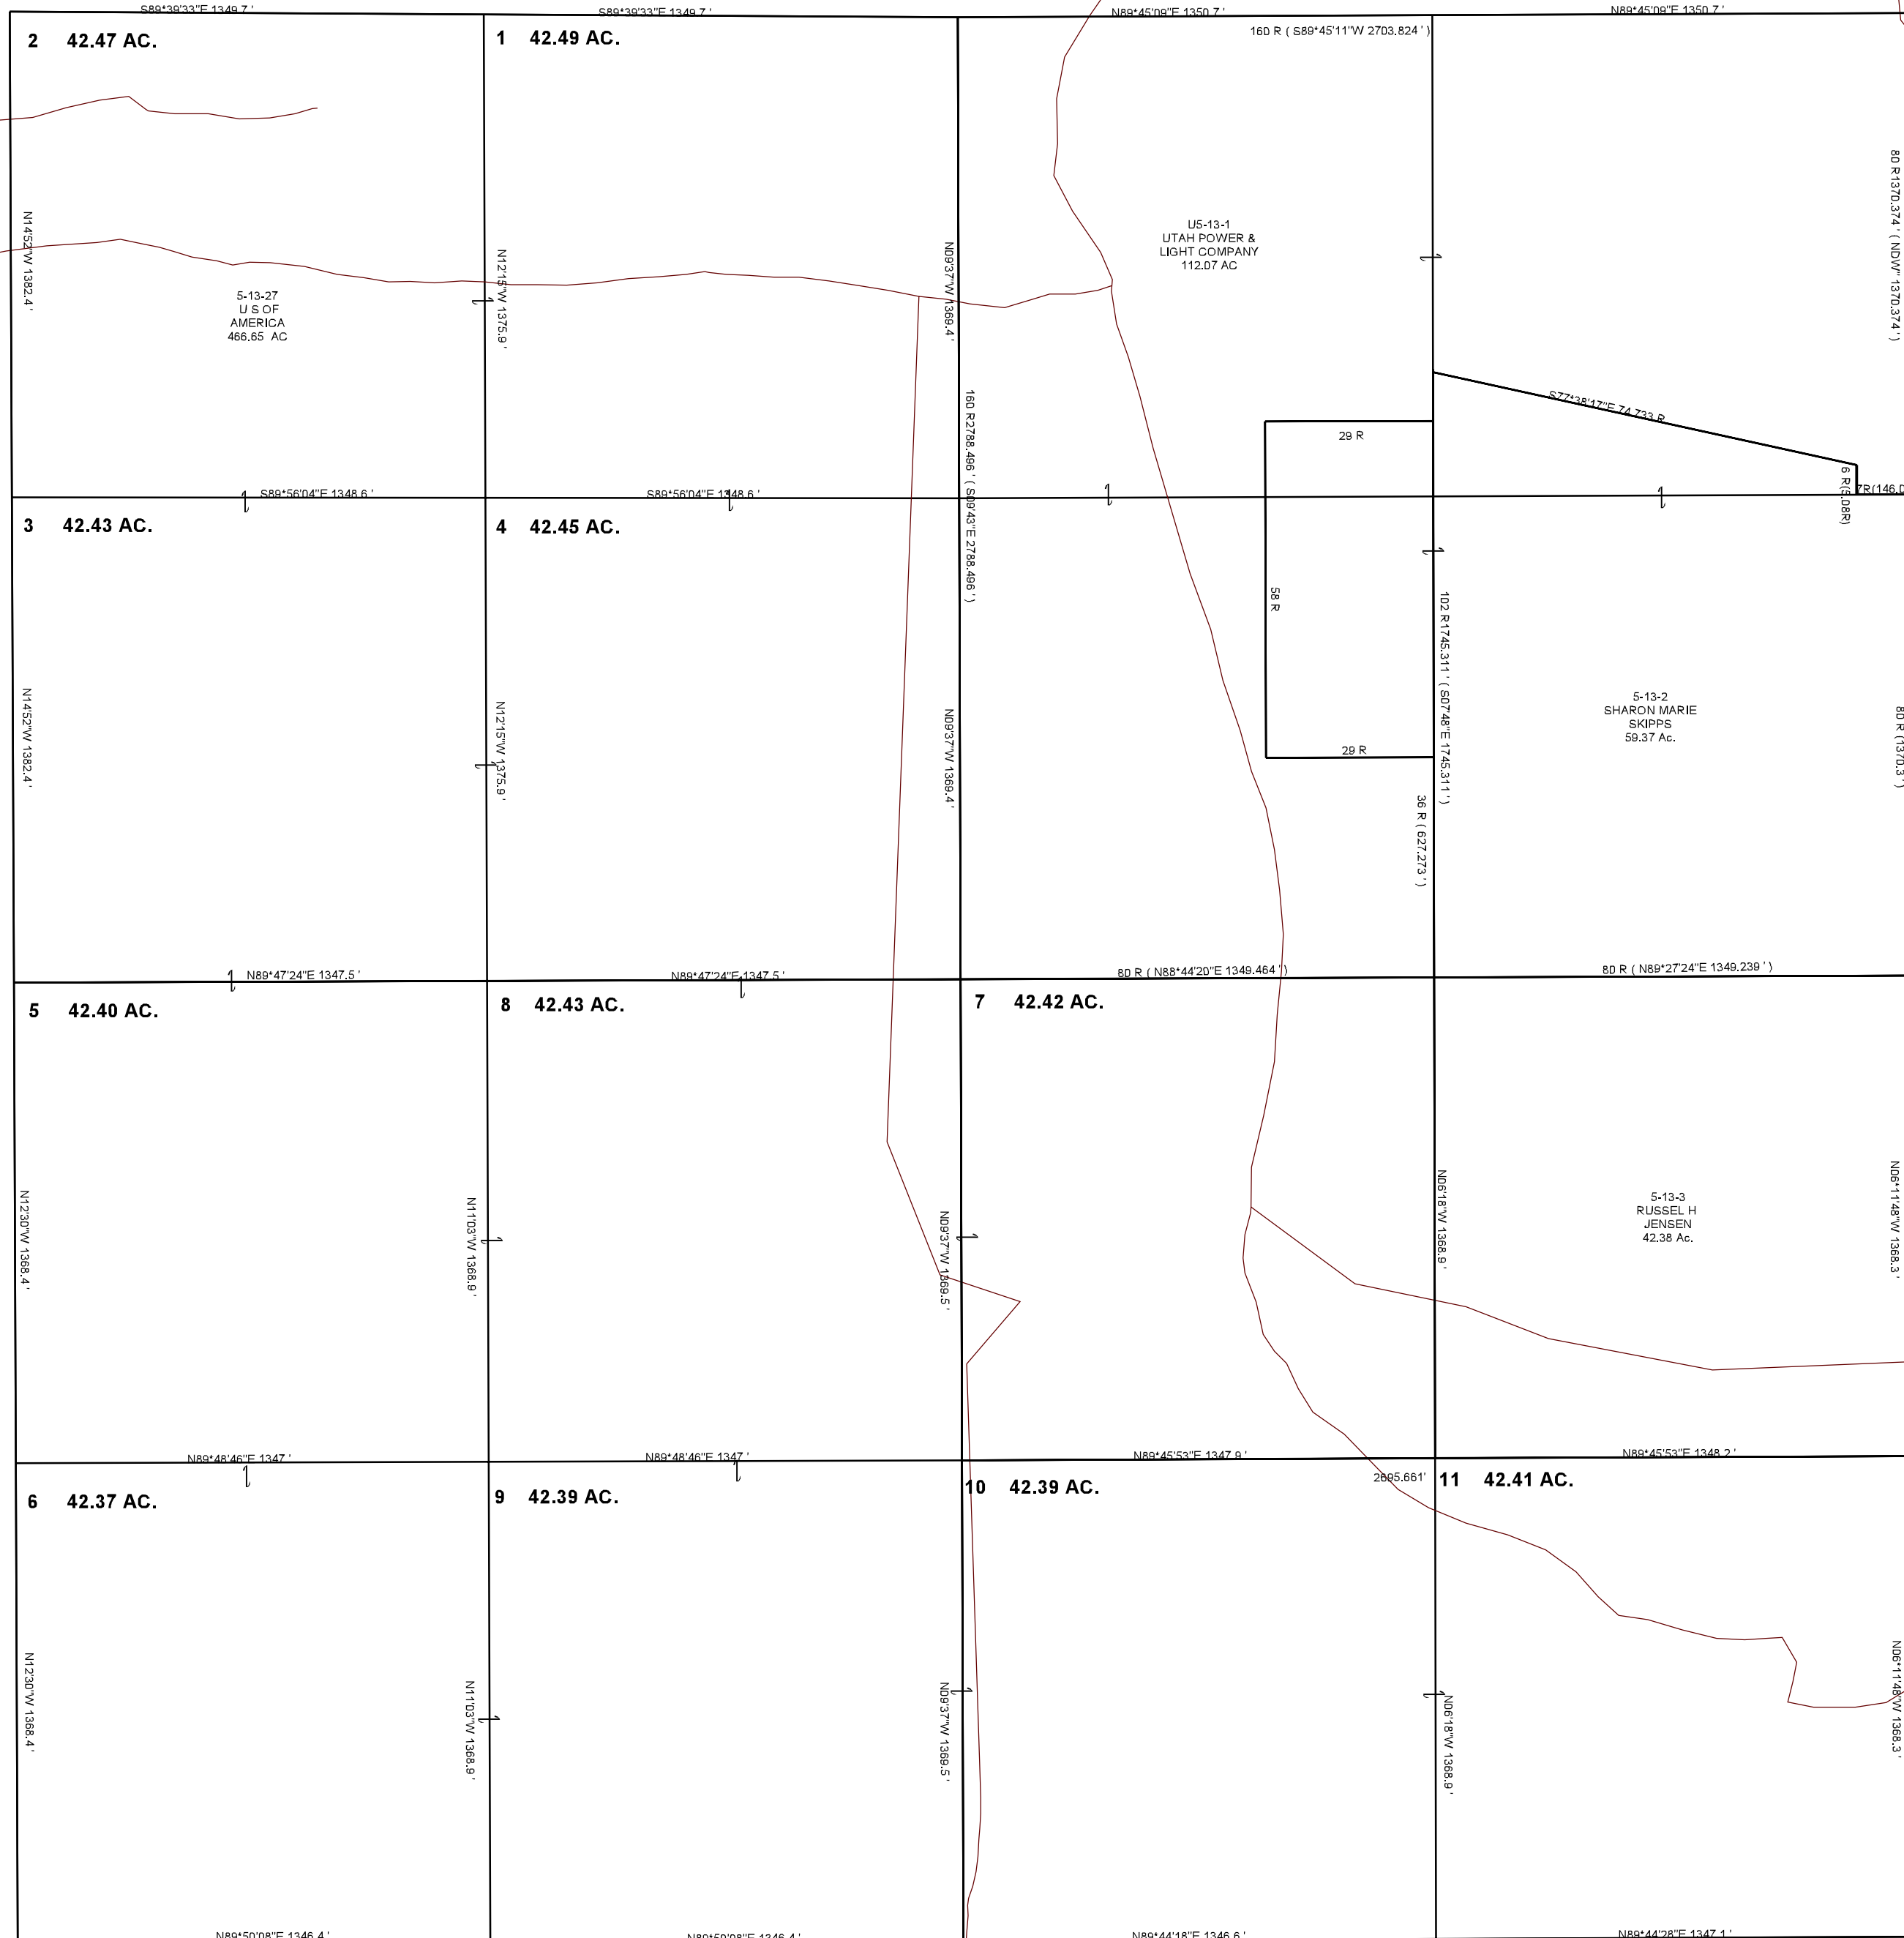 S89*39'33"E 1349.7 '
S89*39'33"E 1349.7 '
N89*45'09"E 1350.7 '
N89*45'09"E 1350.7 '
2 42.47 AC.
1 42.49 AC.
160 R ( S89*45'11"W 2703.824 ' )
80 R1370.374 ' ( N0W" 1370.374 ' )
N14'52"W 1382.4 '
N12'15"W 1375.9 '
N09'37"W 1369.4 '
U5-13-1
UTAH POWER &
LIGHT COMPANY
112.07 AC
5-13-27
U S OF
AMERICA
466.65 AC
160 R2788.496 ' ( S09'43"E 2788.496 ' )
S77*38'17"E 74.733 R
29 R
6 R(5.08R)
7R(146.0
S89*56'04"E 1348.6 '
S89*56'04"E 1348.6 '
3 42.43 AC.
4 42.45 AC.
58 R
102 R1745.311 ' ( S07'48"E 1745.311 ' )
N14'52"W 1382.4 '
N12'15"W 1375.9 '
N09'37"W 1369.4 '
5-13-2
SHARON MARIE
SKIPPS
59.37 Ac.
80 R (1370.3 ' )
29 R
36 R ( 627.273 ' )
N89*47'24"E 1347.5 '
N89*47'24"E 1347.5 '
80 R ( N88*44'20"E 1349.464 ' )
80 R ( N89*27'24"E 1349.239 ' )
5 42.40 AC.
8 42.43 AC.
7 42.42 AC.
N12'30"W 1368.4 '
N11'03"W 1368.9 '
N09'37"W 1369.5 '
N06'18"W 1368.9 '
5-13-3
RUSSEL H
JENSEN
42.38 Ac.
N06*11'48"W 1368.3 '
N89*48'46"E 1347 '
N89*48'46"E 1347 '
N89*45'53"E 1347.9 '
N89*45'53"E 1348.2 '
6 42.37 AC.
9 42.39 AC.
10 42.39 AC.
2695.661'
11 42.41 AC.
N12'30"W 1368.4 '
N11'03"W 1368.9 '
N09'37"W 1369.5 '
N06'18"W 1368.9 '
N06*11'48"W 1368.3 '
N89*50'08"E 1346.4 '
N89*50'08"E 1346.4 '
N89*44'18"E 1346.6 '
N89*44'28"E 1347.1 '